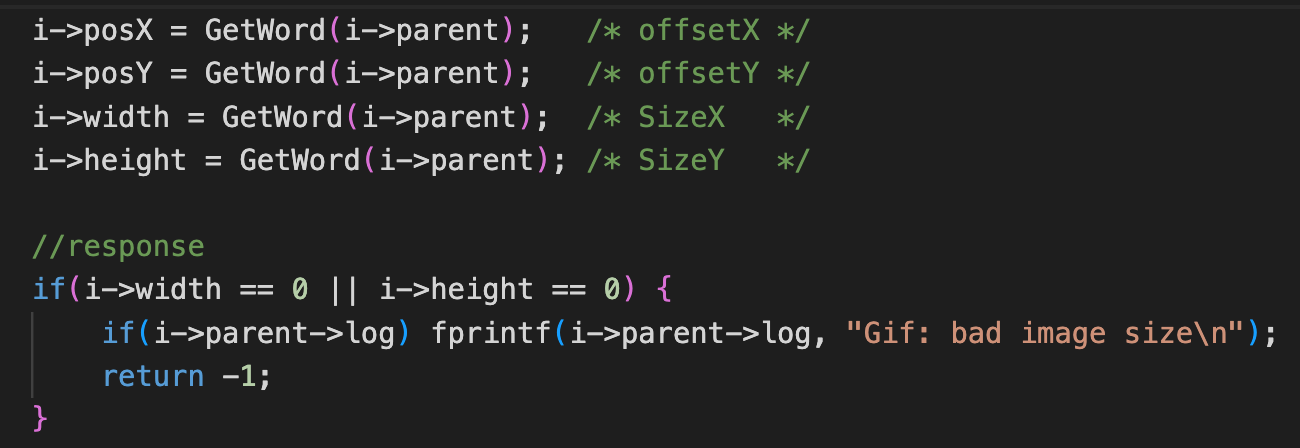 i->posX = GetWord(i->parent);   /* offsetX */
i->posY = GetWord(i->parent);   /* offsetY */
i->width = GetWord(i->parent);  /* SizeX   */
i->height = GetWord(i->parent); /* SizeY   */
//response
if(i->width == 0 || i->height == 0) {
    if(i->parent->log) fprintf(i->parent->log, "Gif: bad image size\n");
    return -1;
}